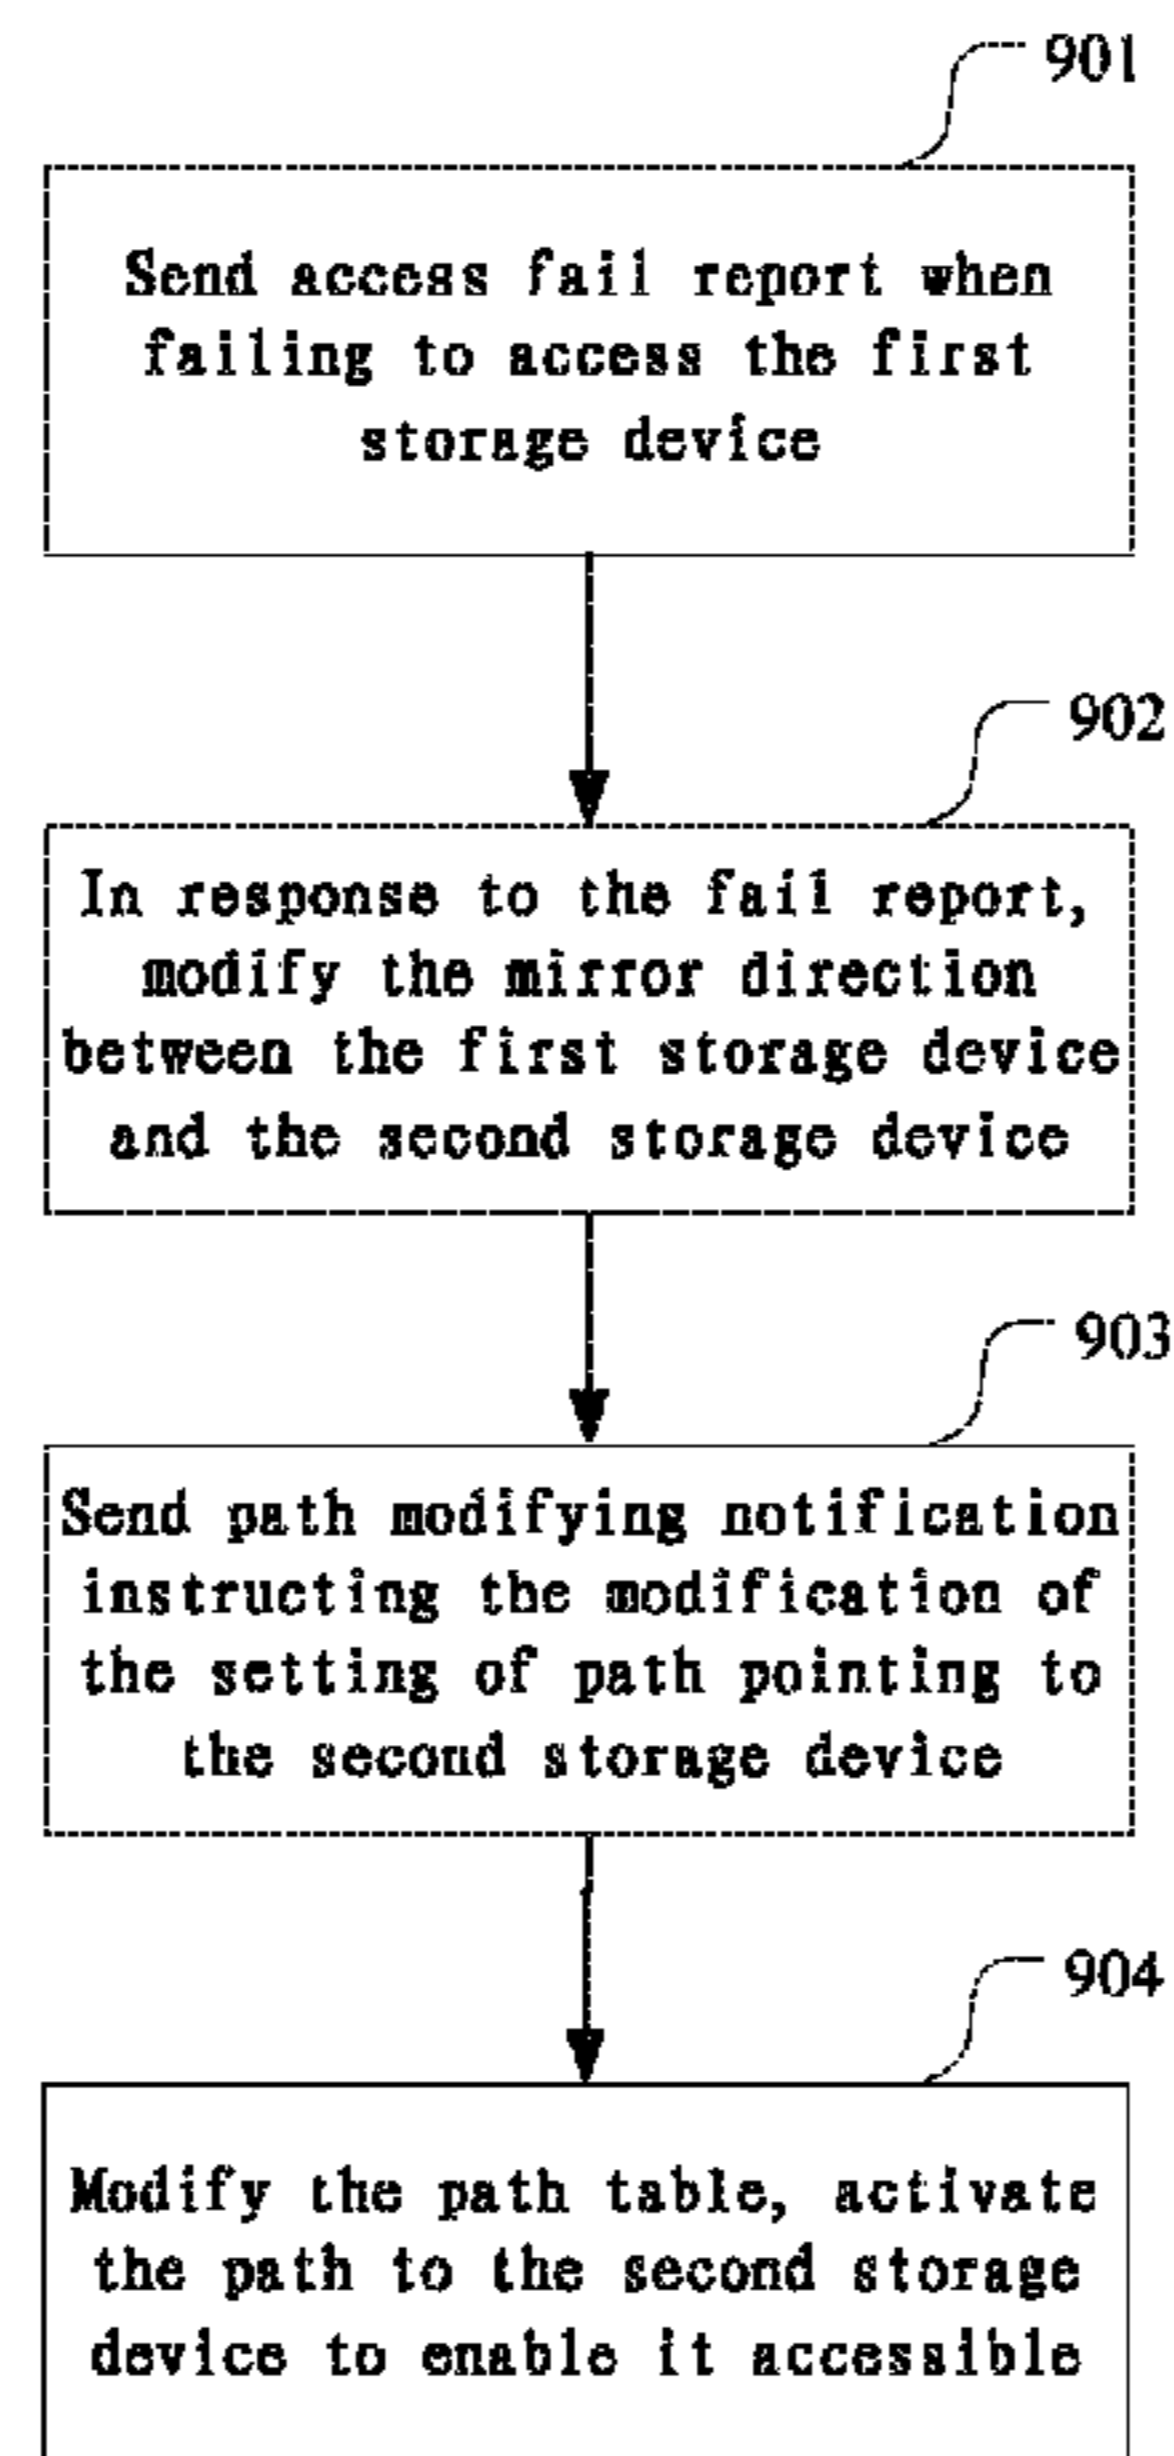 901
Send access fail report when
failing to access the first
storage device
902
In response to the fail report,
modify the mirror direction
between the first storage device
and the second storage device
903
Send path modifying notification
instructing the modification of
the setting of path pointing to
the second storage device
904
Modify the path table, activate
the path to the second storage
device to enable it accessible